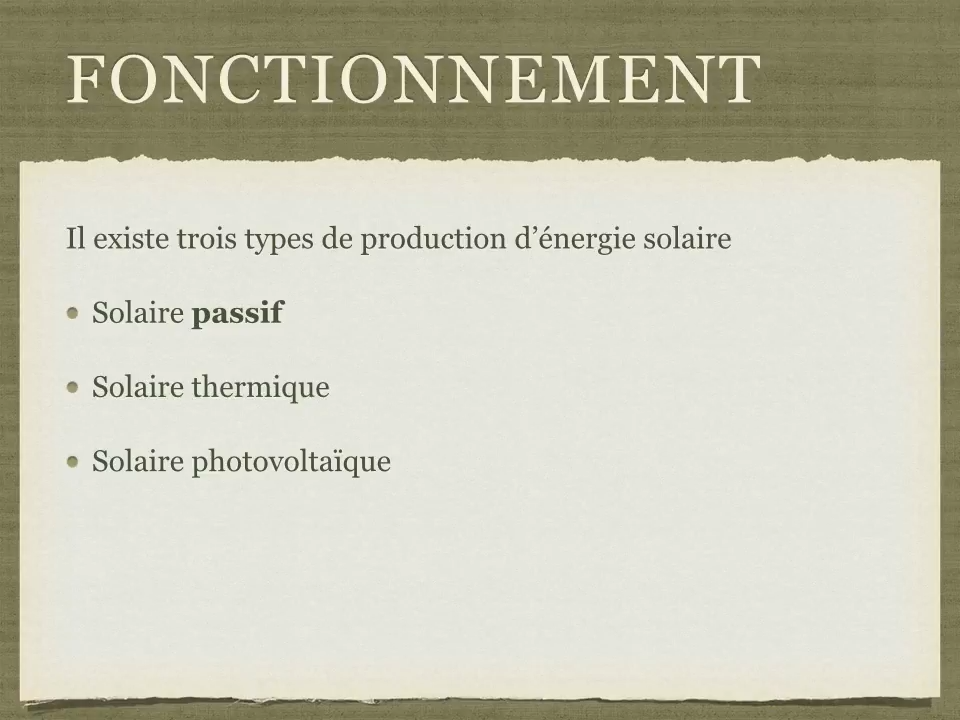 FONCTIONNEMENT
Il existe trois types de production d’énergie solaire
Solaire passif
Solaire thermique
Solaire photovoltaïque